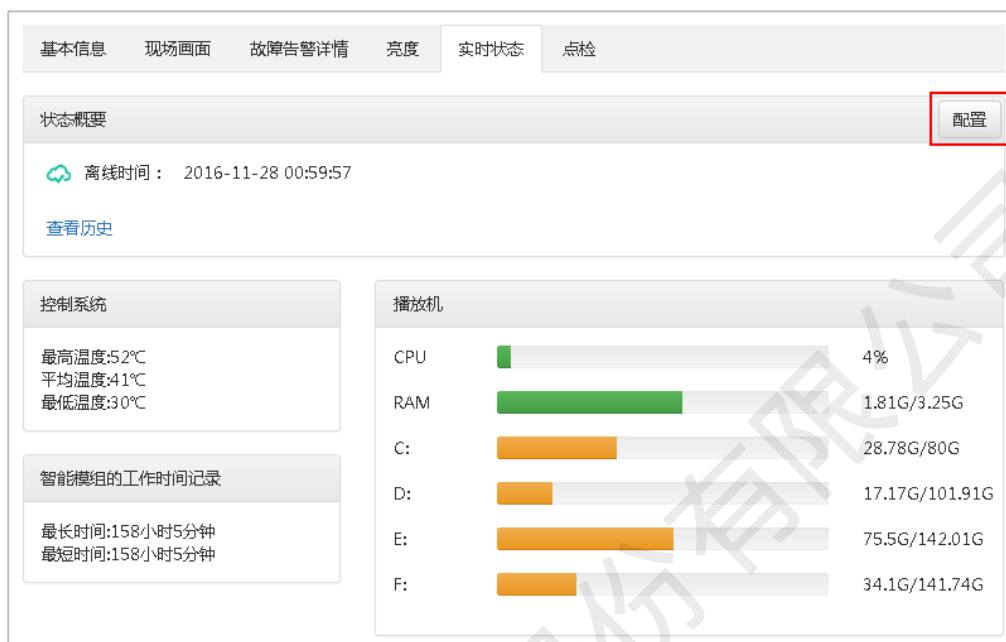 基本信息 现场画面 故障告警详情 亮度 实时状态 点检
状态概要 配置
离线时间： 2016-11-28 00:59:57
查看历史
控制系统
最高温度:52℃
平均温度:41℃
最低温度:30℃
智能模组的工作时间记录
最长时间:158小时5分钟
最短时间:158小时5分钟
播放机
CPU 4%
RAM 1.81G/3.25G
C: 28.78G/80G
D: 17.17G/101.91G
E: 75.5G/142.01G
F: 34.1G/141.74G
份有限公司